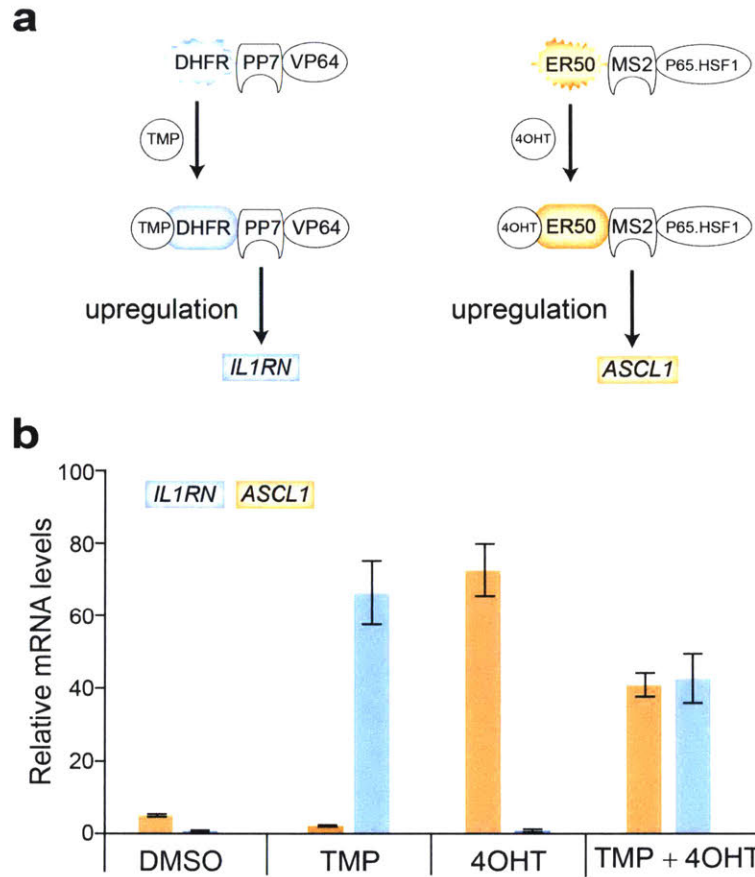 a
DHFR PP7 VP64
TMP
TMP DHFR PP7 VP64
upregulation
IL1RN
ER50 MS2 P65.HSF1
4OHT
4OHT ER50 MS2 P65.HSF1
upregulation
ASCL1
b
Relative mRNA levels
100
80
60
40
20
0
IL1RN ASCL1
DMSO TMP 4OHT TMP + 4OHT